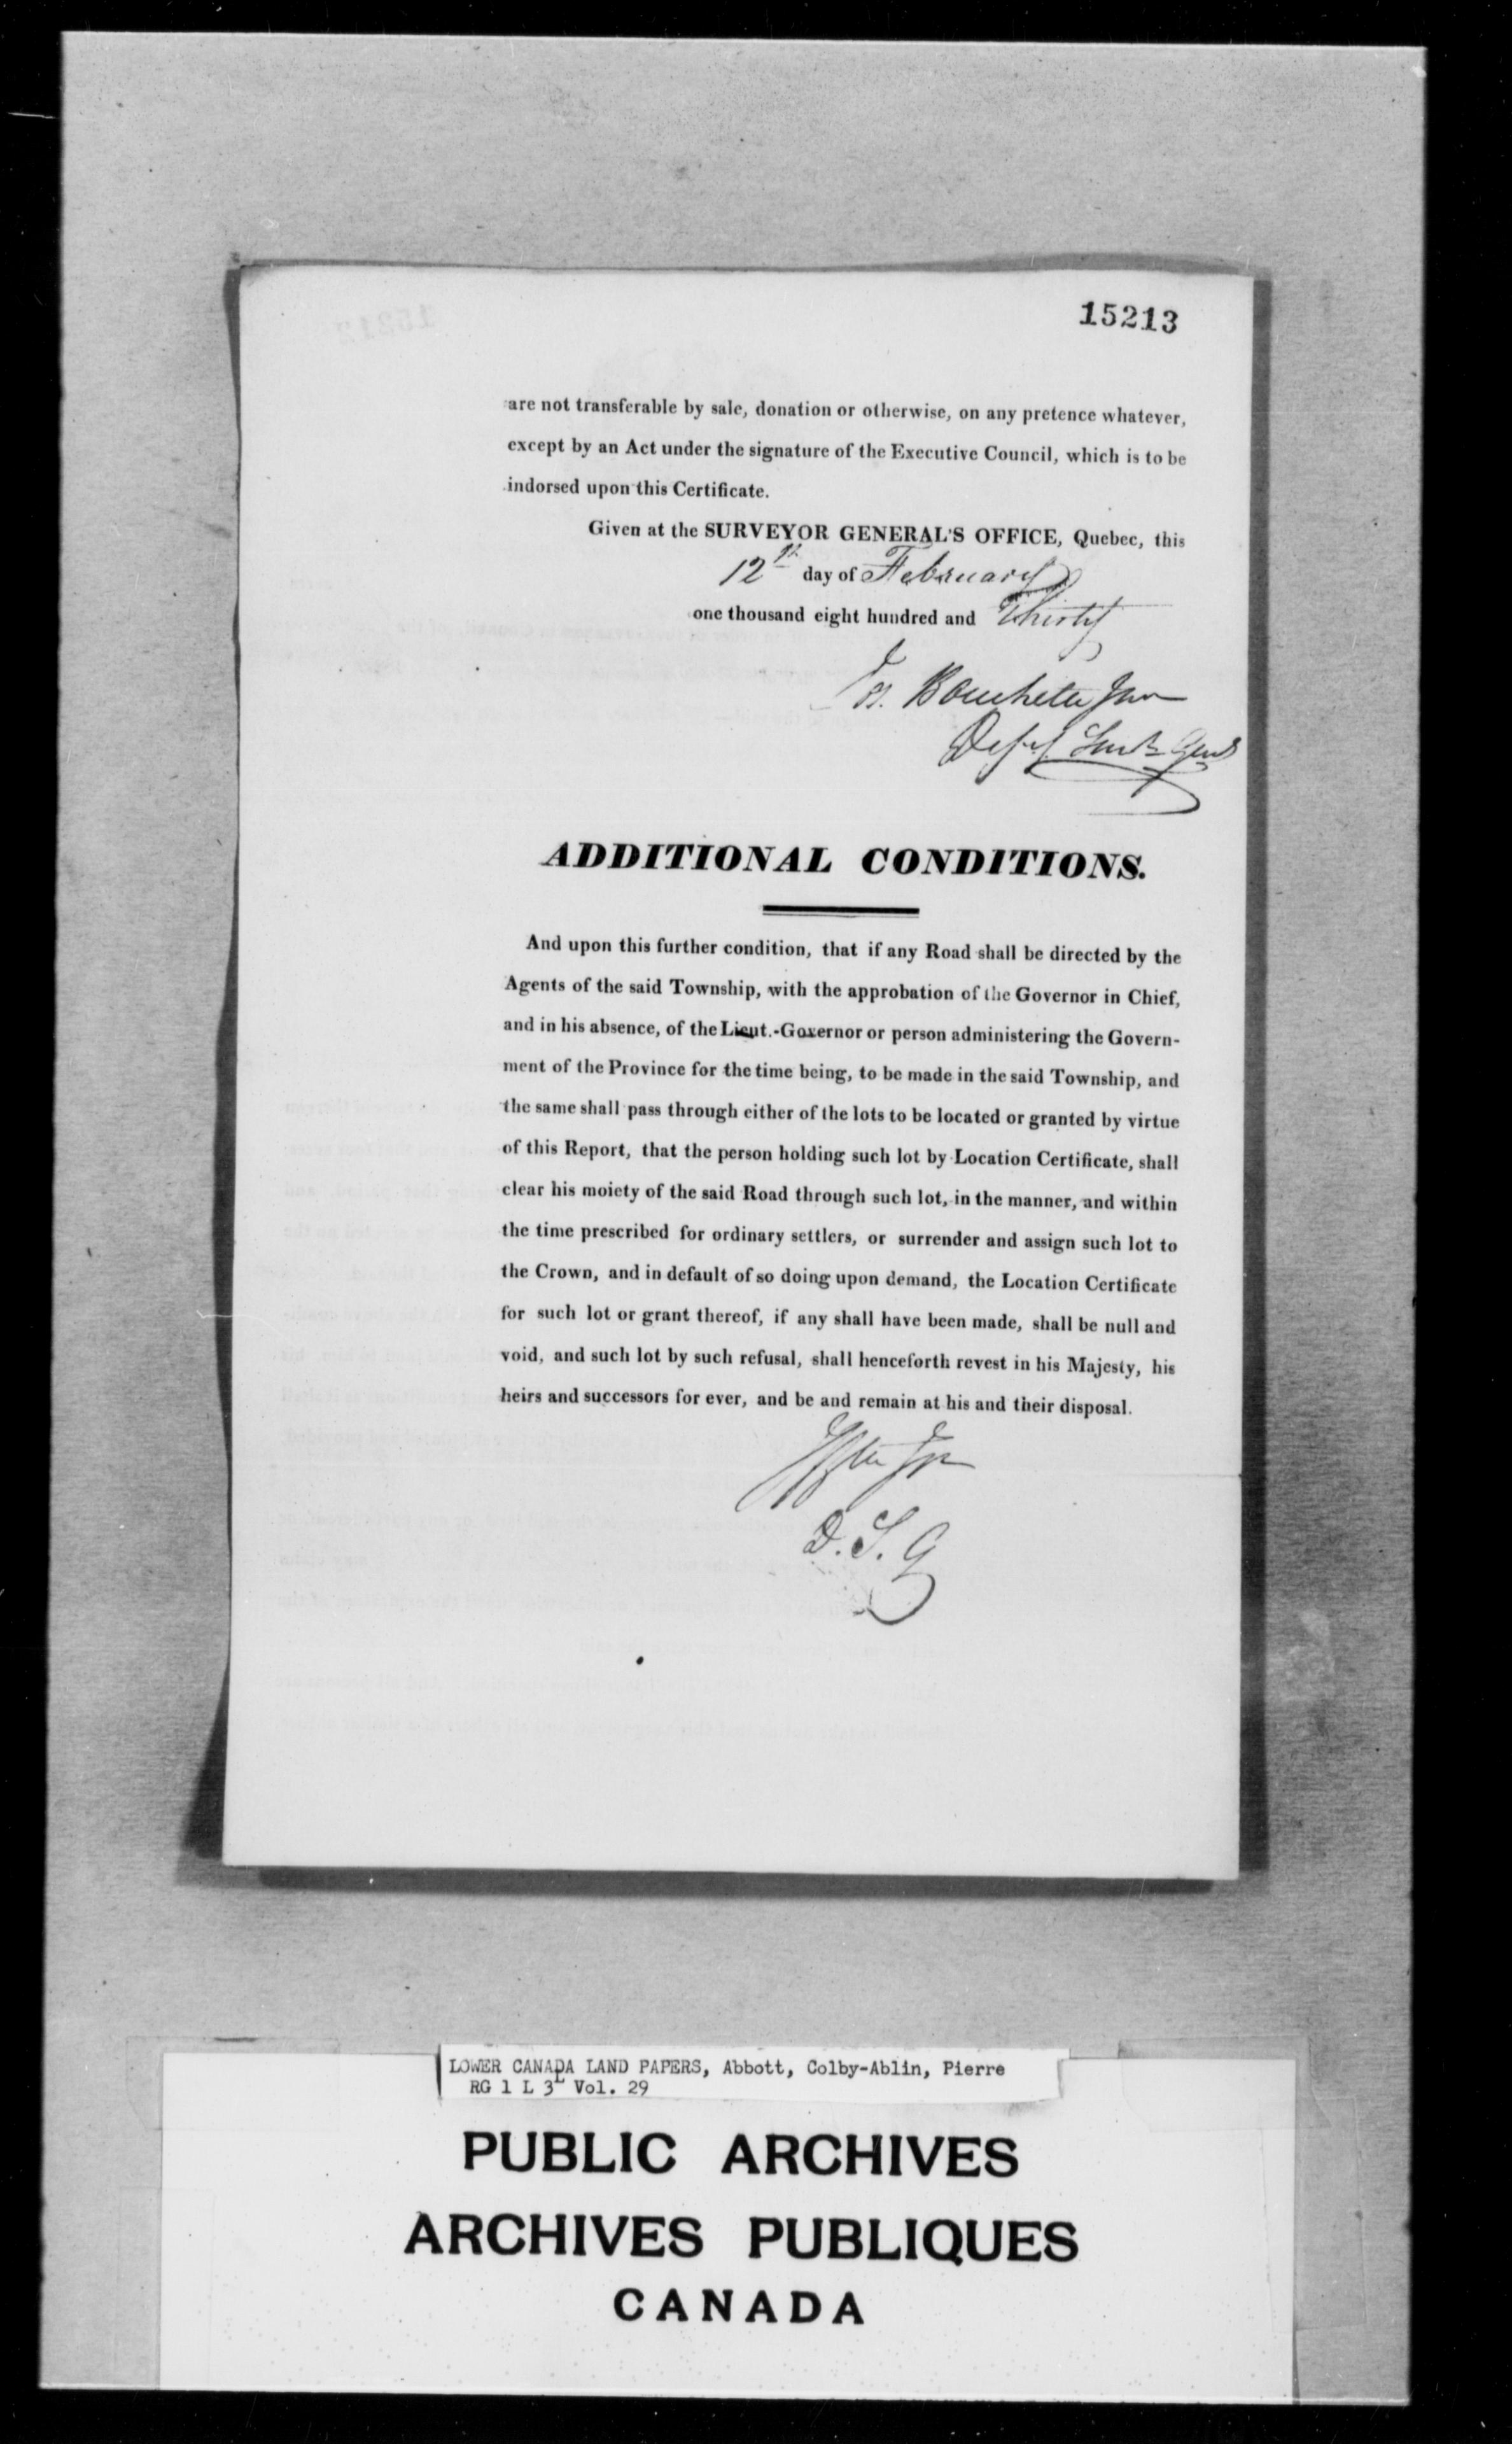 15213
are not transferable by sale, donation or otherwise, on any pretence whatever,
except by an Act under the signature of the Executive Council, which is to be
indorsed upon this Certificate.
Given at the SURVEYOR GENERAL'S OFFICE, Quebec, this
12th day of February
one thousand eight hundred and Thirty
Jos. Bouchette Junr
Depy Survr Genl
ADDITIONAL CONDITIONS.
And upon this further condition, that if any Road shall be directed by the
Agents of the said Township, with the approbation of the Governor in Chief,
and in his absence, of the Lieut.-Governor or person administering the Govern-
ment of the Province for the time being, to be made in the said Township, and
the same shall pass through either of the lots to be located or granted by virtue
of this Report, that the person holding such lot by Location Certificate, shall
clear his moiety of the said Road through such lot, in the manner, and within
the time prescribed for ordinary settlers, or surrender and assign such lot to
the Crown, and in default of so doing upon demand, the Location Certificate
for such lot or grant thereof, if any shall have been made, shall be null and
void, and such lot by such refusal, shall henceforth revest in his Majesty, his
heirs and successors for ever, and be and remain at his and their disposal.
D. S. G
LOWER CANADA LAND PAPERS, Abbott, Colby-Ablin, Pierre
RG 1 L 3L Vol. 29
PUBLIC ARCHIVES
ARCHIVES PUBLIQUES
CANADA